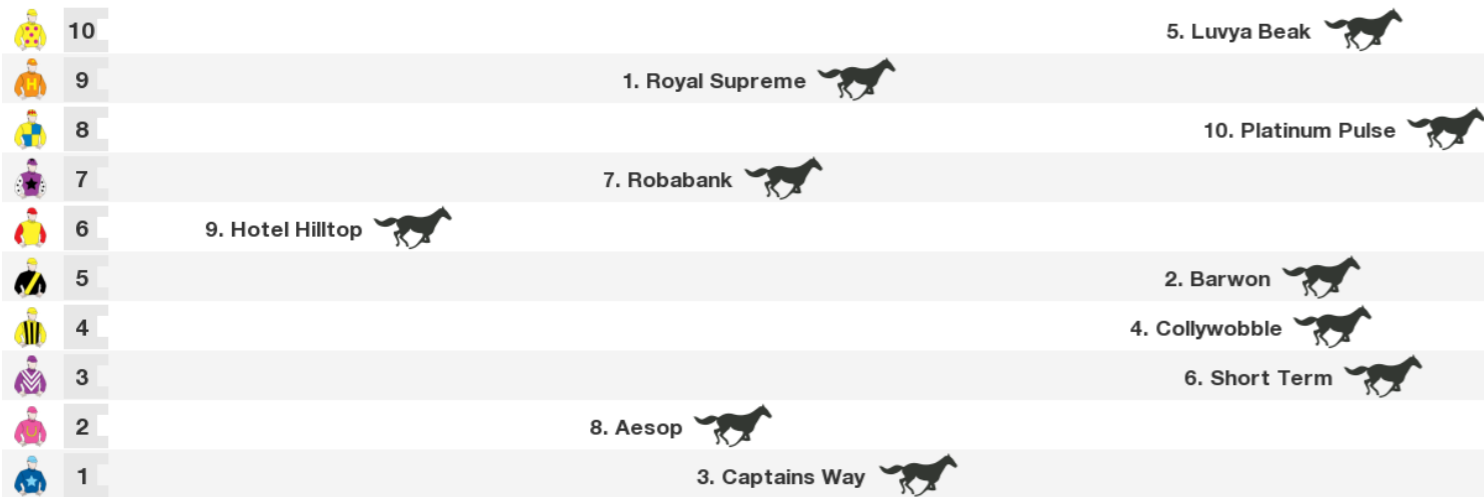 10 5. Luvya Beak
9 H 1. Royal Supreme
8 10. Platinum Pulse
7 7. Robabank
6 9. Hotel Hilltop
5 2. Barwon
4 4. Collywobble
3 6. Short Term
2 8. Aesop
1 3. Captains Way